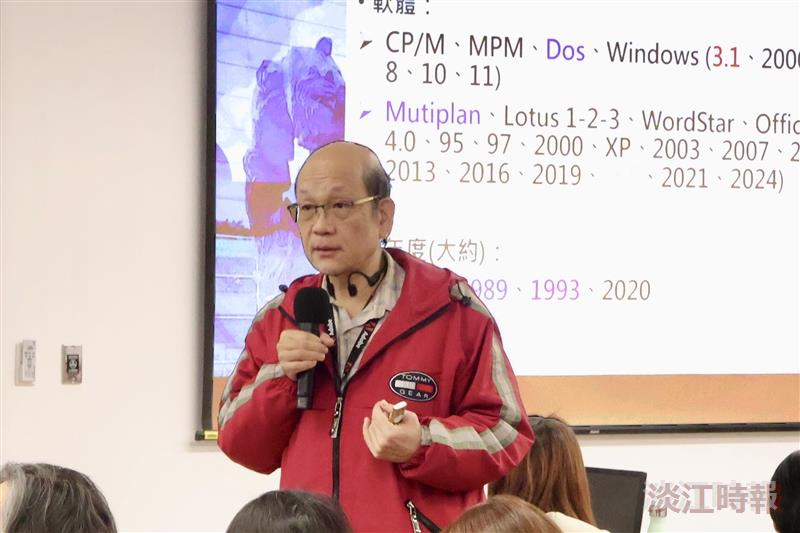 • 軟體：
➢ CP/M、MPM、Dos、Windows (3.1、2000
8、10、11)
➢ Mutiplan、Lotus 1-2-3、WordStar、Offic
4.0、95、97、2000、XP、2003、2007、2
2013、2016、2019、 、2021、2024)
年度(大約)：
989、1993、2020
Adobe
TOMMY
GEAR
淡江時報